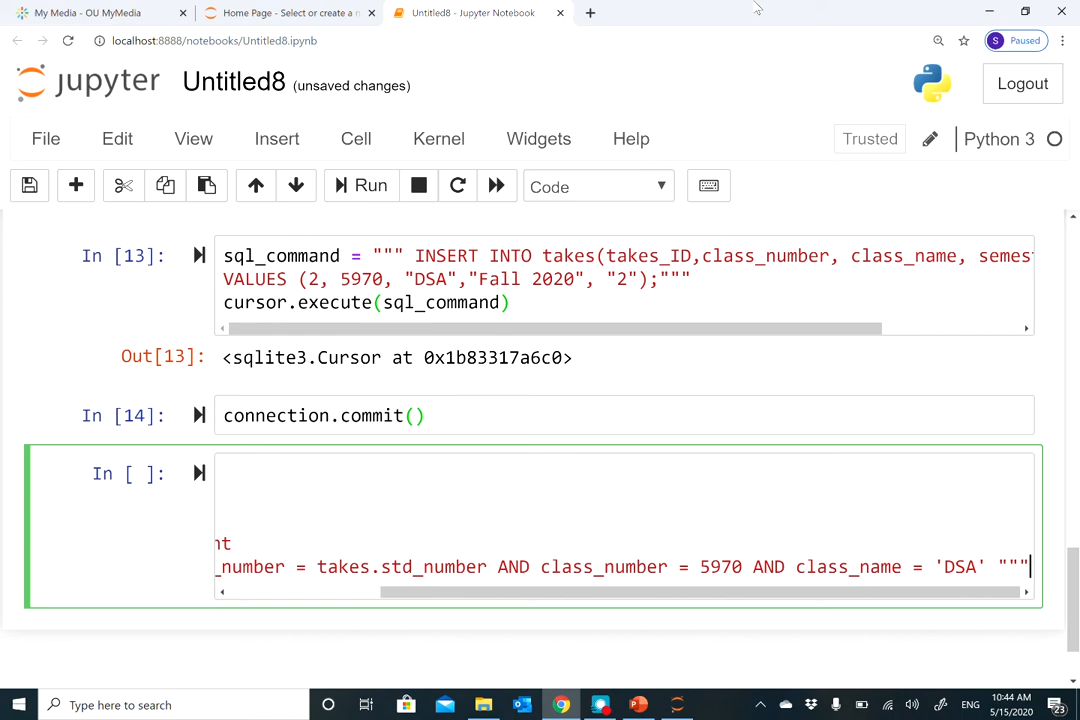 My Media - OU MyMedia
Home Page - Select or create a n
Untitled8 - Jupyter Notebook
localhost:8888/notebooks/Untitled8.ipynb
S Paused
jupyter Untitled8 (unsaved changes)
Logout
File Edit View Insert Cell Kernel Widgets Help
Trusted
Python 3
Run
Code
In [13]:
sql_command = """ INSERT INTO takes(takes_ID,class_number, class_name, semest
VALUES (2, 5970, "DSA","Fall 2020", "2");"""
cursor.execute(sql_command)
Out[13]: <sqlite3.Cursor at 0x1b83317a6c0>
In [14]: connection.commit()
In [ ]:
nt
_number = takes.std_number AND class_number = 5970 AND class_name = 'DSA' """
Type here to search
ENG
10:44 AM
5/15/2020
23